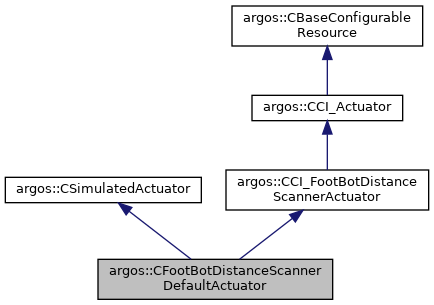 argos::CBaseConfigurable
Resource
argos::CCI_Actuator
argos::CSimulatedActuator
argos::CCI_FootBotDistance
ScannerActuator
argos::CFootBotDistanceScanner
DefaultActuator